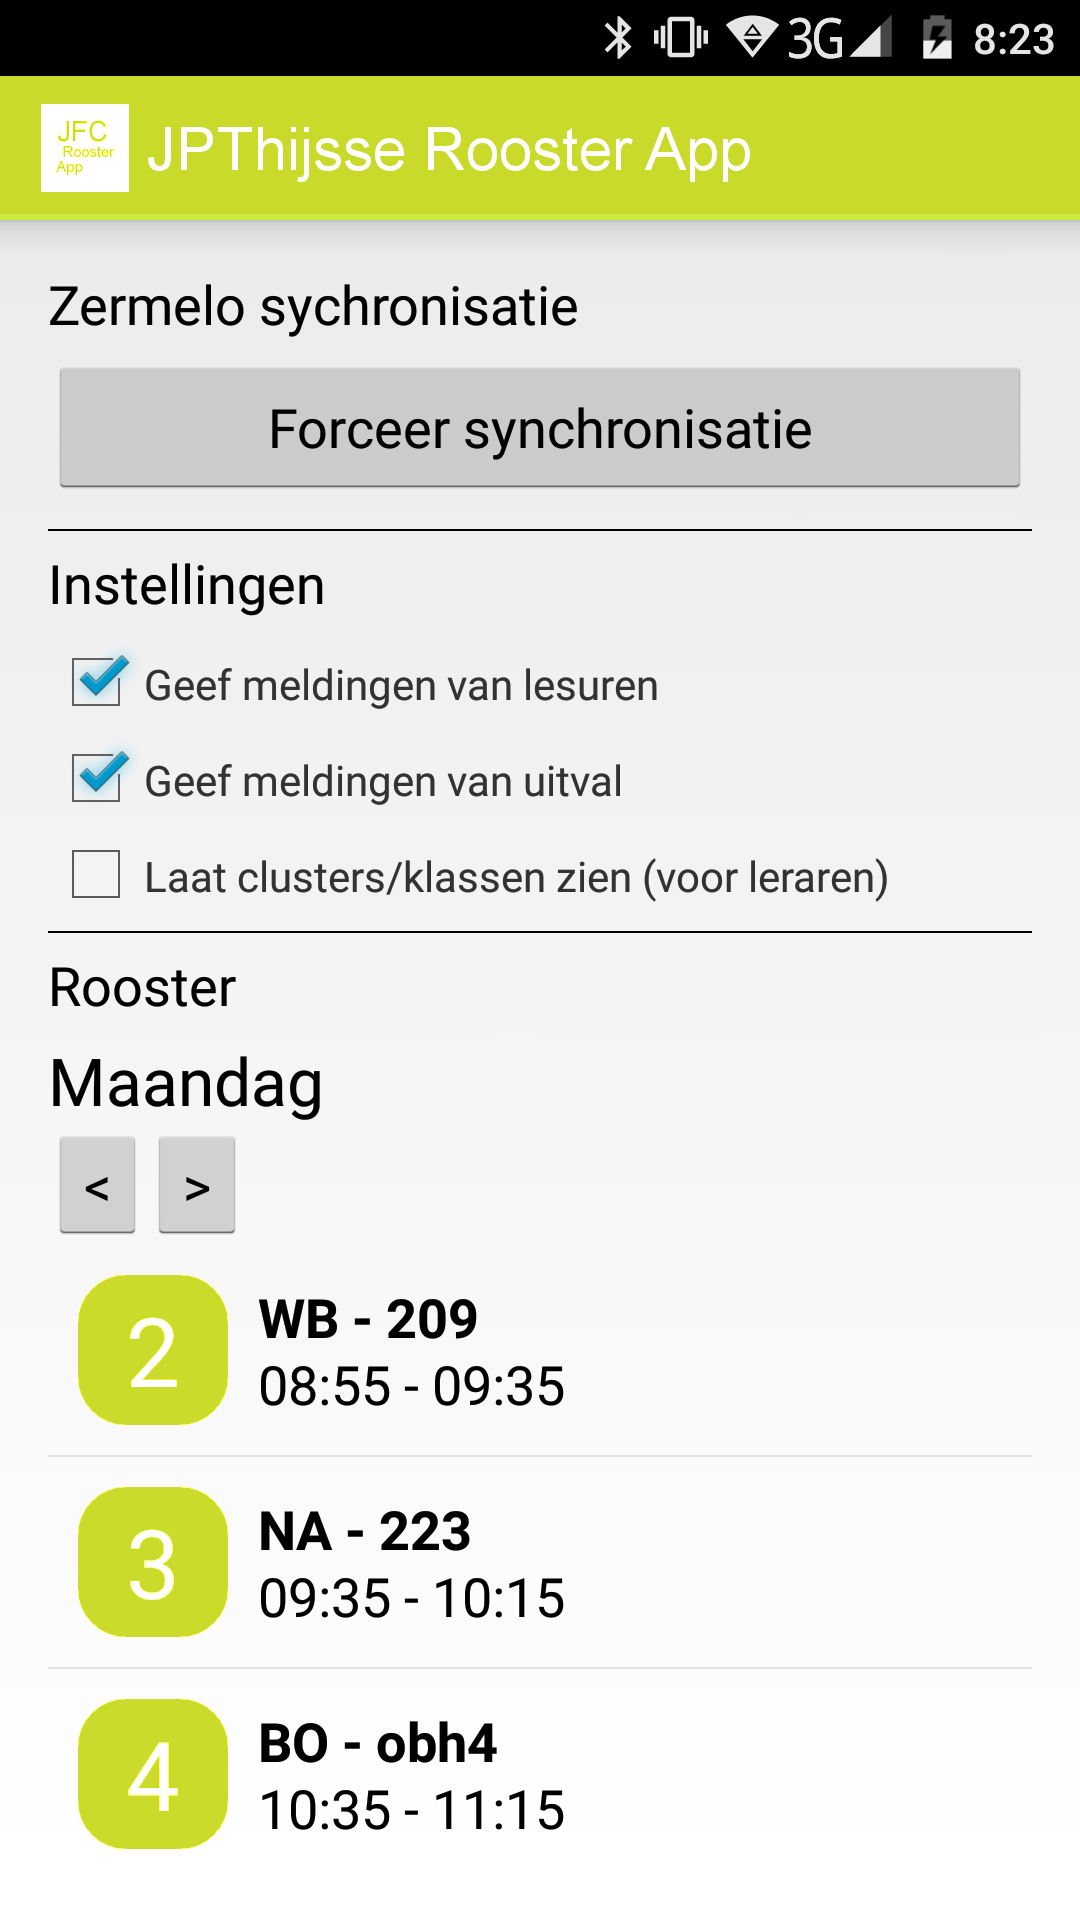 3G 8:23
JFC
Rooster
App
JPThijsse Rooster App
Zermelo sychronisatie
Forceer synchronisatie
Instellingen
Geef meldingen van lesuren
Geef meldingen van uitval
Laat clusters/klassen zien (voor leraren)
Rooster
Maandag
< >
2
WB - 209
08:55 - 09:35
3
NA - 223
09:35 - 10:15
4
BO - obh4
10:35 - 11:15